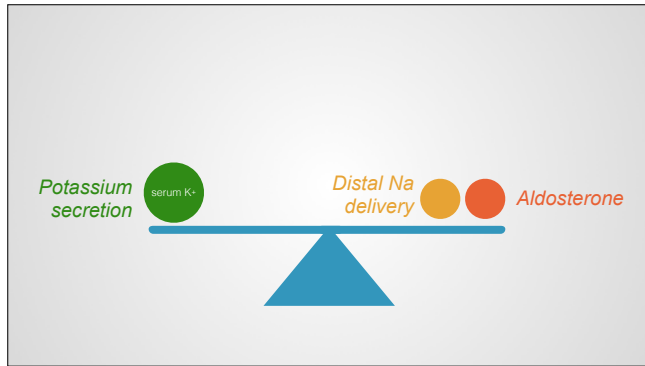 Potassium
secretion
serum K+
Distal Na
delivery
Aldosterone